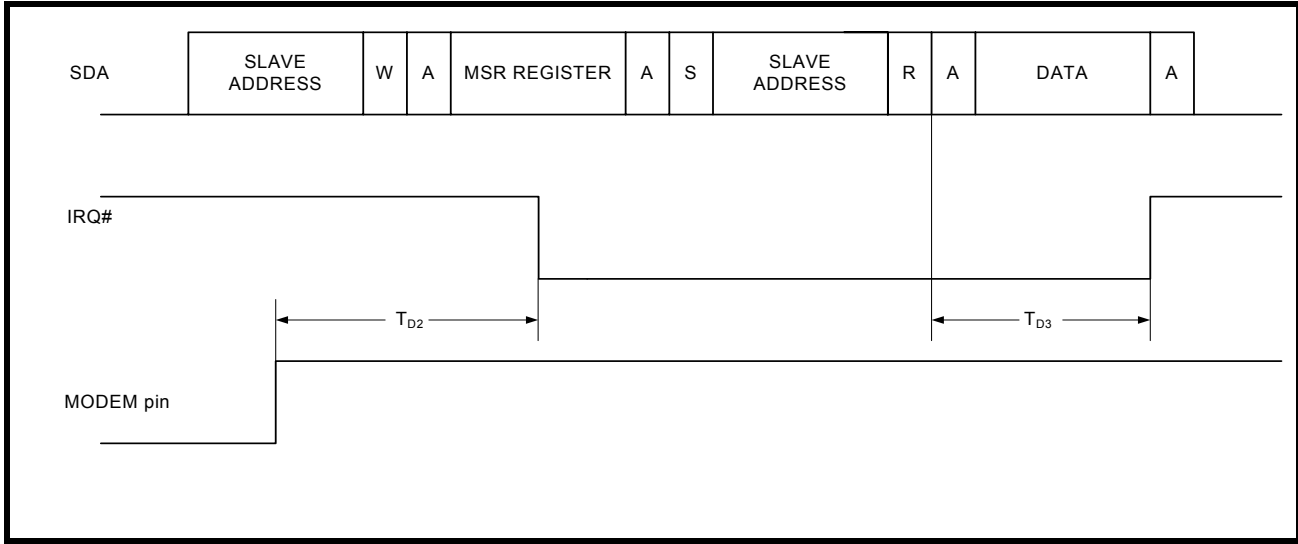 SDA
SLAVE
ADDRESS
W
A
MSR REGISTER
A
S
SLAVE
ADDRESS
R
A
DATA
A
IRQ#
TD2
TD3
MODEM pin